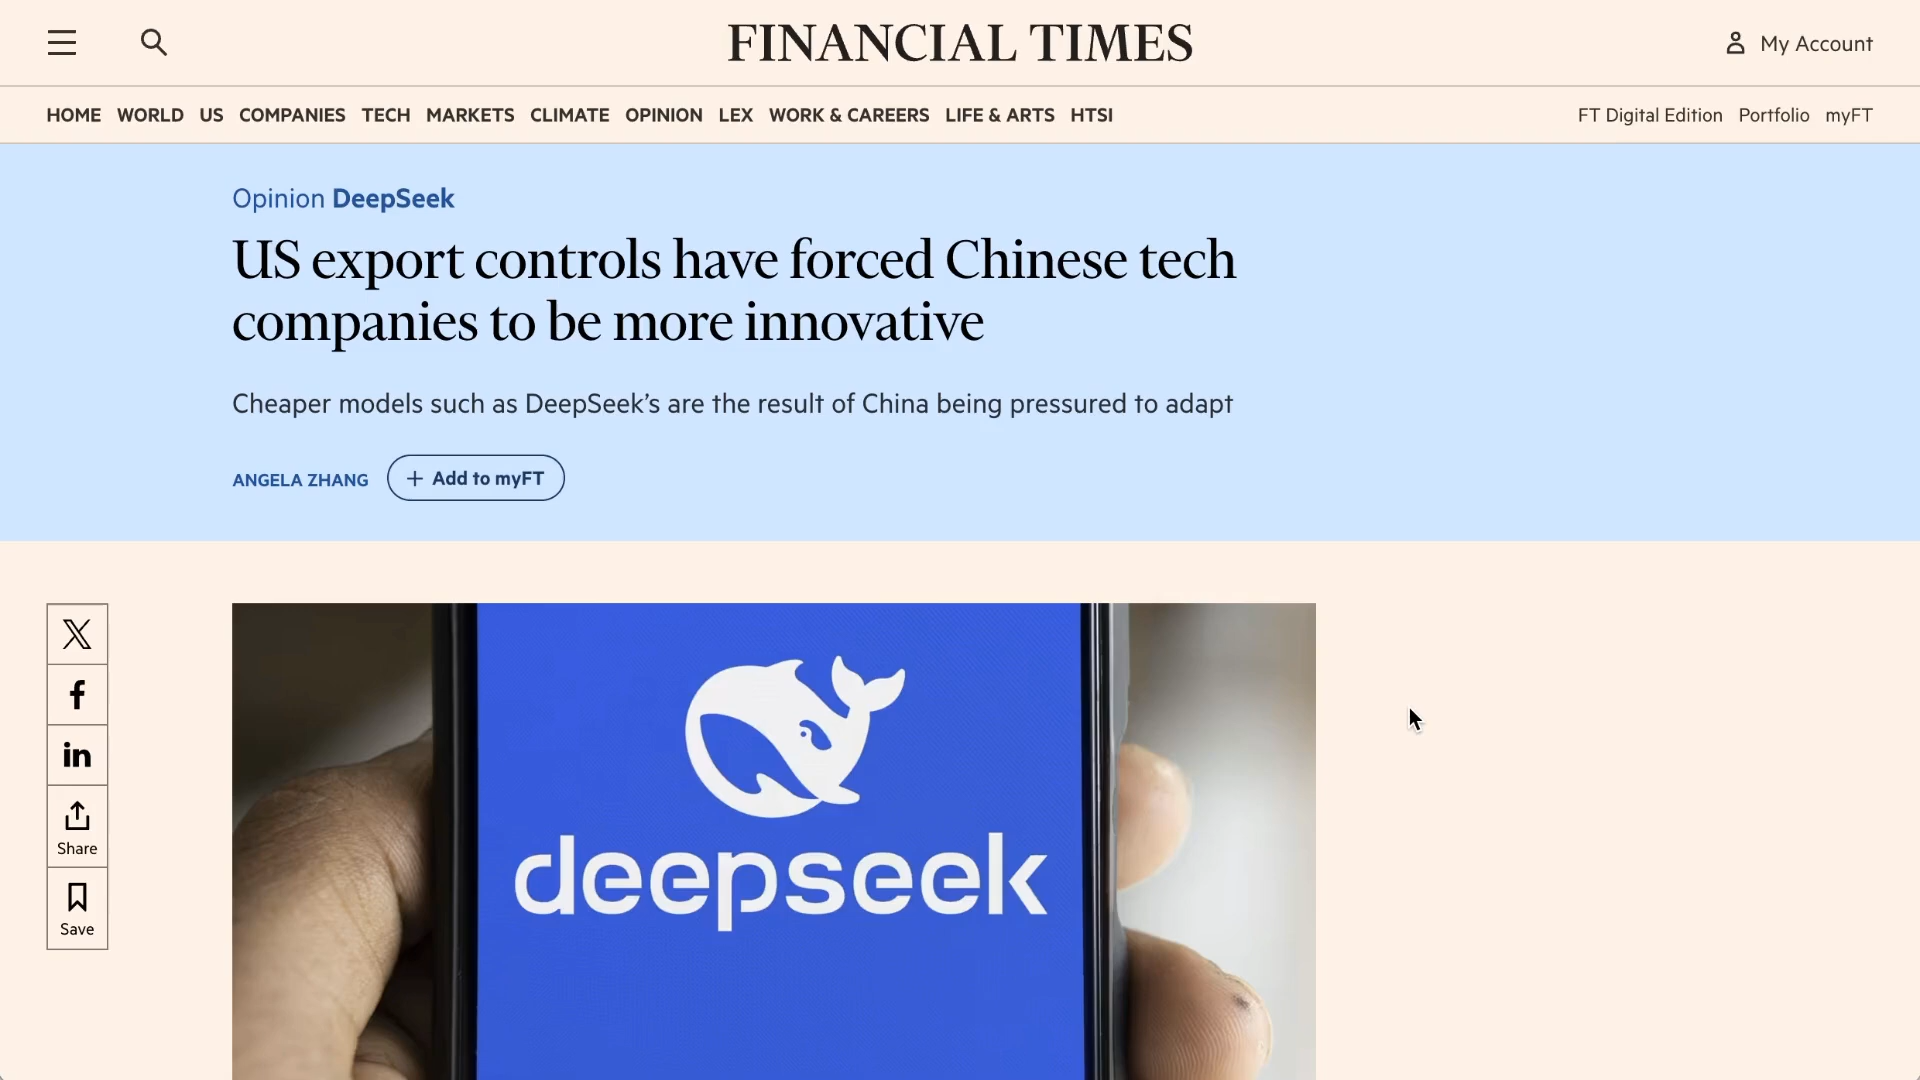 FINANCIAL TIMES
My Account
HOME WORLD US COMPANIES TECH MARKETS CLIMATE OPINION LEX WORK & CAREERS LIFE & ARTS HTSI
FT Digital Edition Portfolio myFT
Opinion DeepSeek
US export controls have forced Chinese tech
companies to be more innovative
Cheaper models such as DeepSeek’s are the result of China being pressured to adapt
ANGELA ZHANG
+ Add to myFT
X
f
in
Share
Save
deepseek